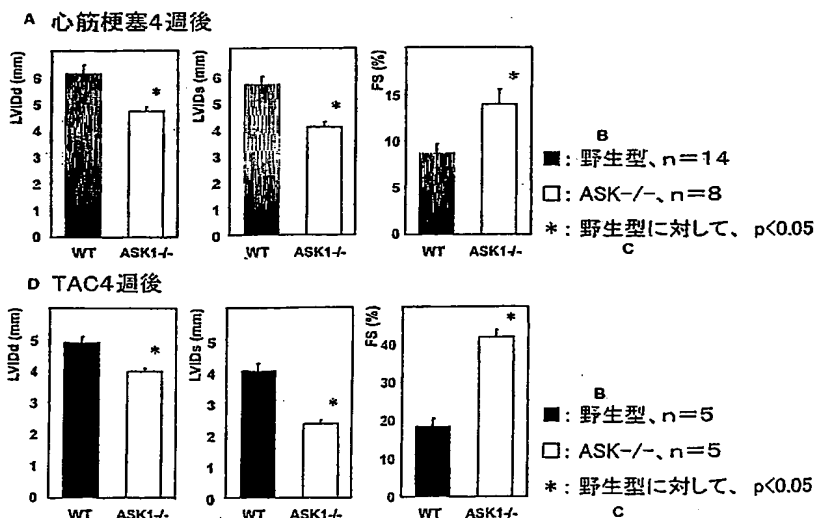 A 心筋梗塞4週後
LVIDd (mm)
6
5
4
3
2
1
0
*
WT ASK1-/-
LVIDs (mm)
6
5
4
3
2
1
0
*
WT ASK1-/-
FS (%)
15
10
5
0
*
WT ASK1-/-
B
■: 野生型、n=14
□: ASK-/-、n=8
*: 野生型に対して、 p<0.05
C
D TAC4週後
LVIDd (mm)
5
4
3
2
1
0
*
WT ASK1-/-
LVIDs (mm)
5
4
3
2
1
0
*
WT ASK1-/-
FS (%)
40
30
20
10
0
*
WT ASK1-/-
B
■: 野生型、n=5
□: ASK-/-、n=5
*: 野生型に対して、 p<0.05
C